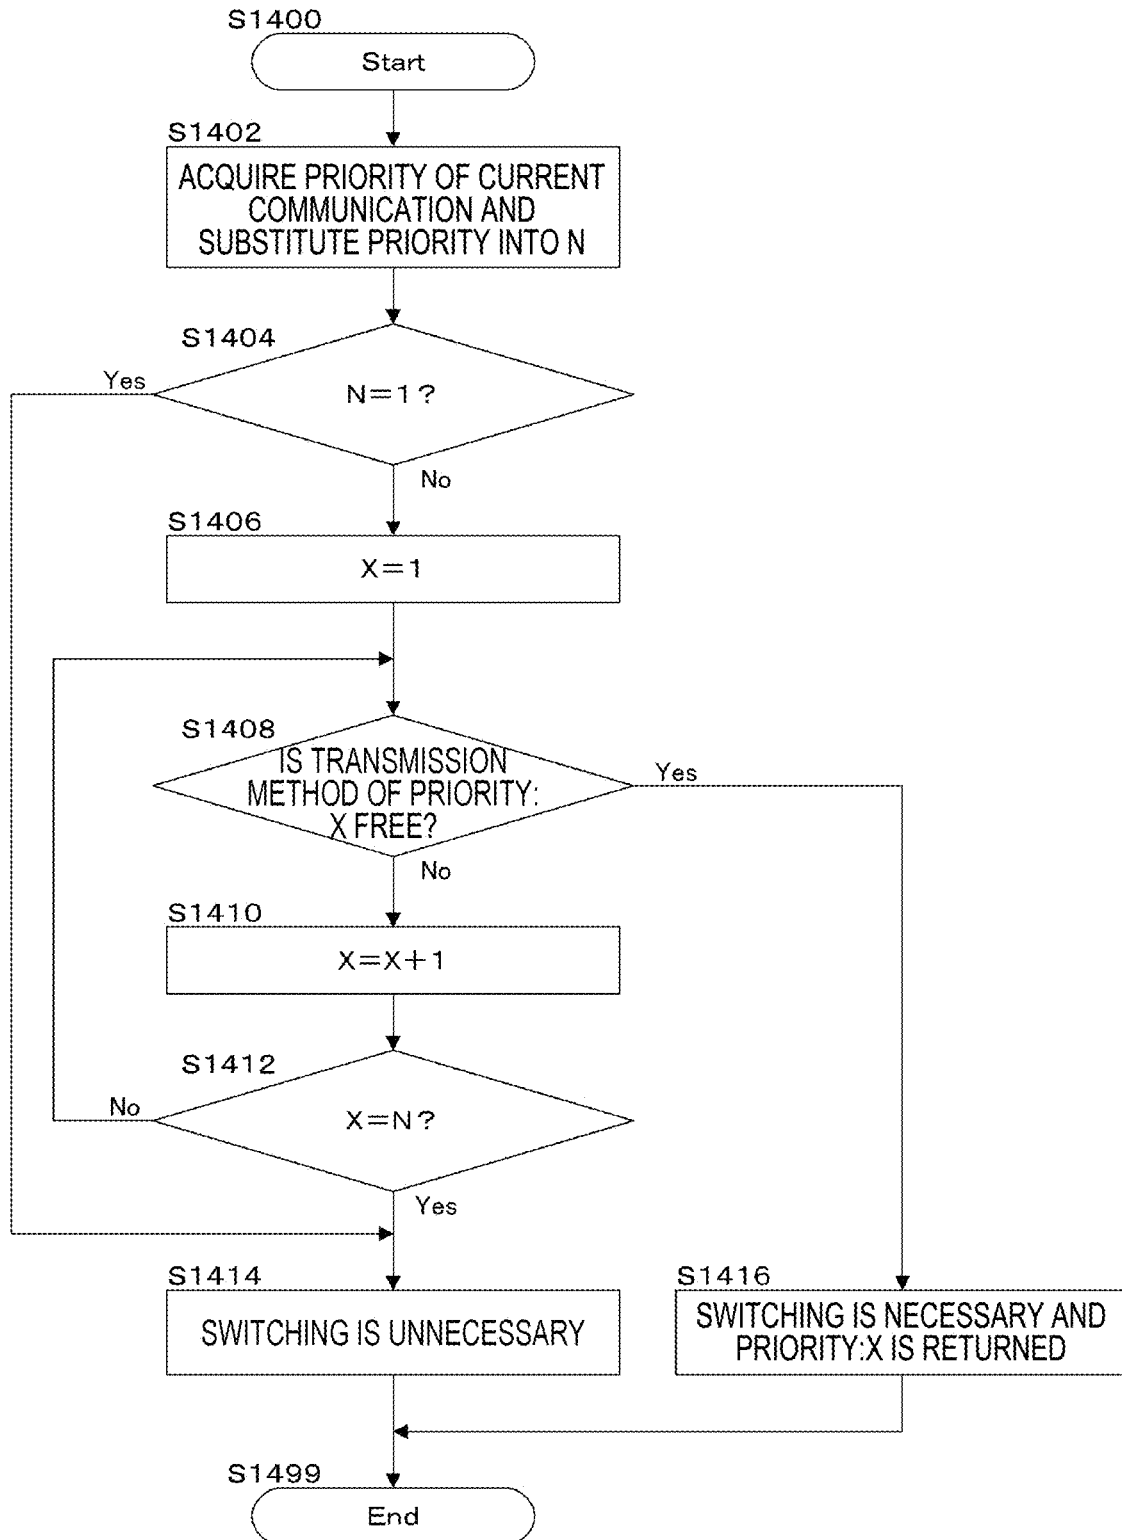 S1400
Start
S1402
ACQUIRE PRIORITY OF CURRENT
COMMUNICATION AND
SUBSTITUTE PRIORITY INTO N
S1404
Yes
N=1?
No
S1406
X=1
S1408
IS TRANSMISSION
METHOD OF PRIORITY:
X FREE?
Yes
No
S1410
X=X+1
S1412
No
X=N?
Yes
S1414
SWITCHING IS UNNECESSARY
S1416
SWITCHING IS NECESSARY AND
PRIORITY:X IS RETURNED
S1499
End